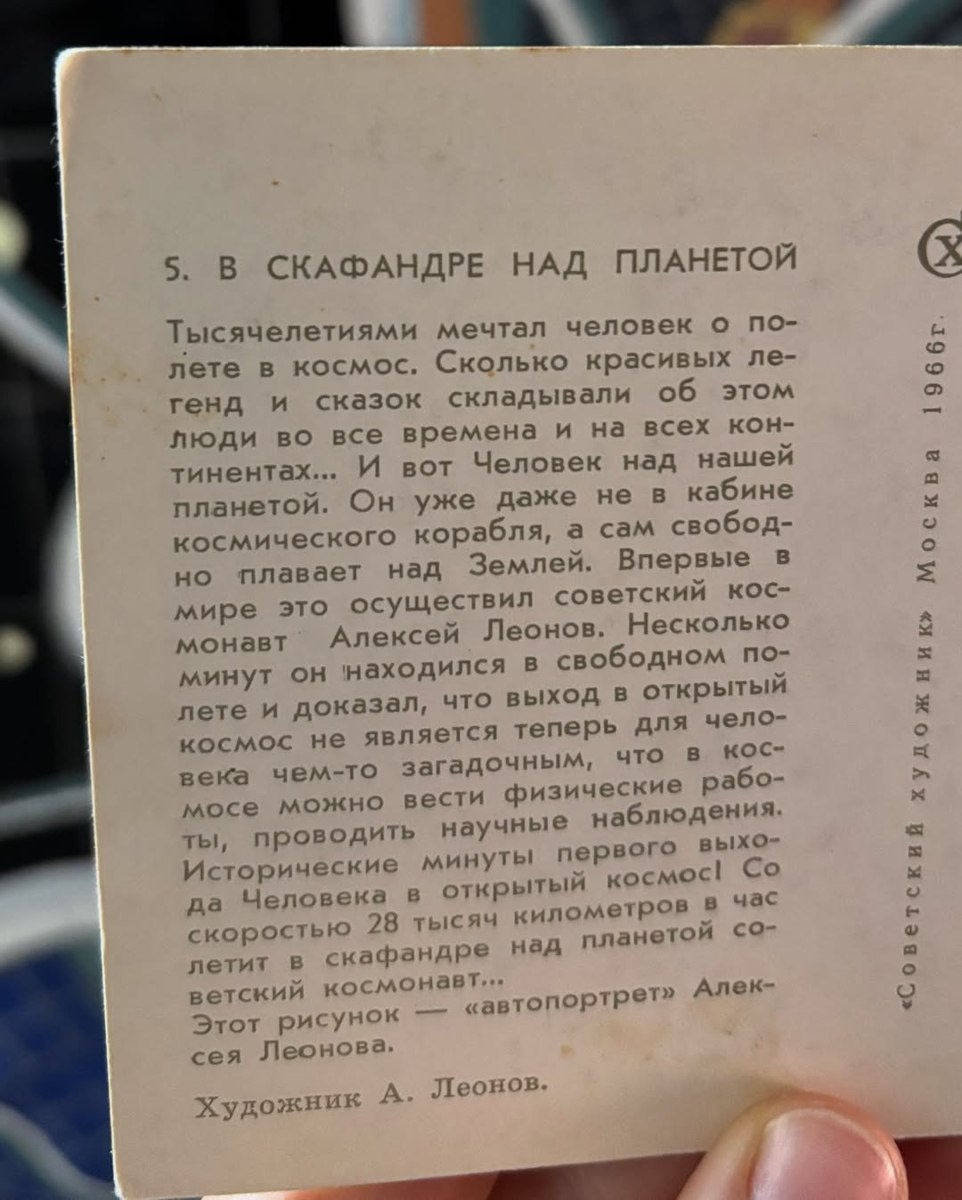 5. В СКАФАНДРЕ НАД ПЛАНЕТОЙ
Тысячелетиями мечтал человек о по-
лете в космос. Сколько красивых ле-
генд и сказок складывали об этом
люди во все времена и на всех кон-
тинентах... И вот Человек над нашей
планетой. Он уже даже не в кабине
космического корабля, а сам свобод-
но плавает над Землей. Впервые в
мире это осуществил советский кос-
монавт Алексей Леонов. Несколько
минут он находился в свободном по-
лете и доказал, что выход в открытый
космос не является теперь для чело-
века чем-то загадочным, что в кос-
мосе можно вести физические рабо-
ты, проводить научные наблюдения.
Исторические минуты первого выхо-
да Человека в открытый космос! Со
скоростью 28 тысяч километров в час
летит в скафандре над планетой со-
ветский космонавт...
Этот рисунок — «автопортрет» Алек-
сея Леонова.
Художник А. Леонов.
СХ
«Советский художник» Москва 1966г.